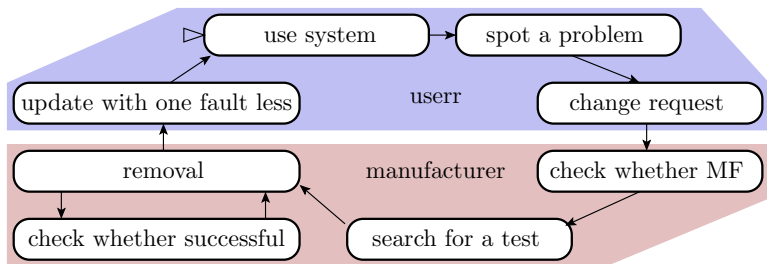 use system
spot a problem
update with one fault less
userr
change request
removal
manufacturer
check whether MF
check whether successful
search for a test